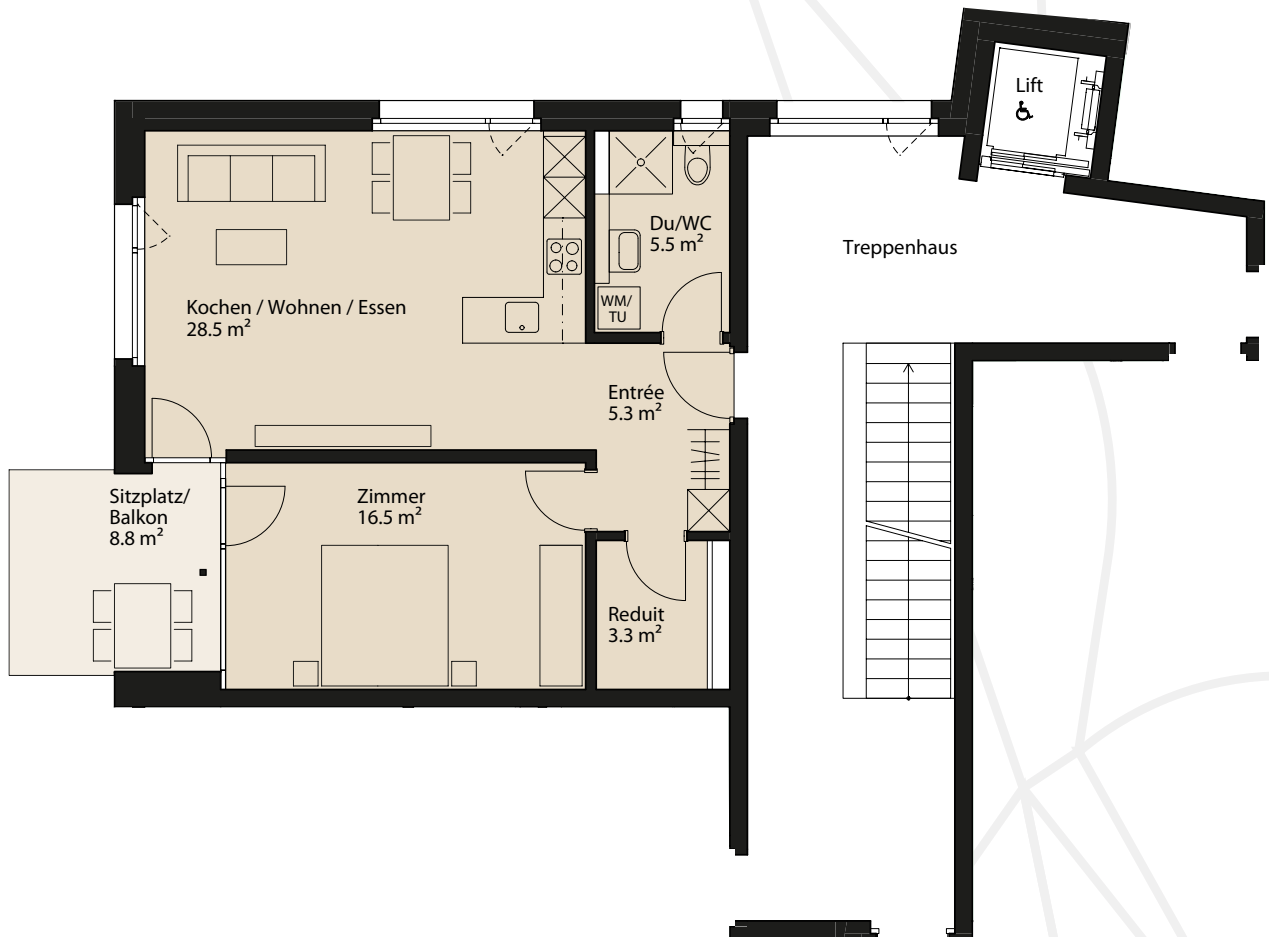 Lift
Du/WC
5.5 m²
Treppenhaus
Kochen / Wohnen / Essen
28.5 m²
WM/
TU
Entrée
5.3 m²
Sitzplatz/
Balkon
8.8 m²
Zimmer
16.5 m²
Reduit
3.3 m²